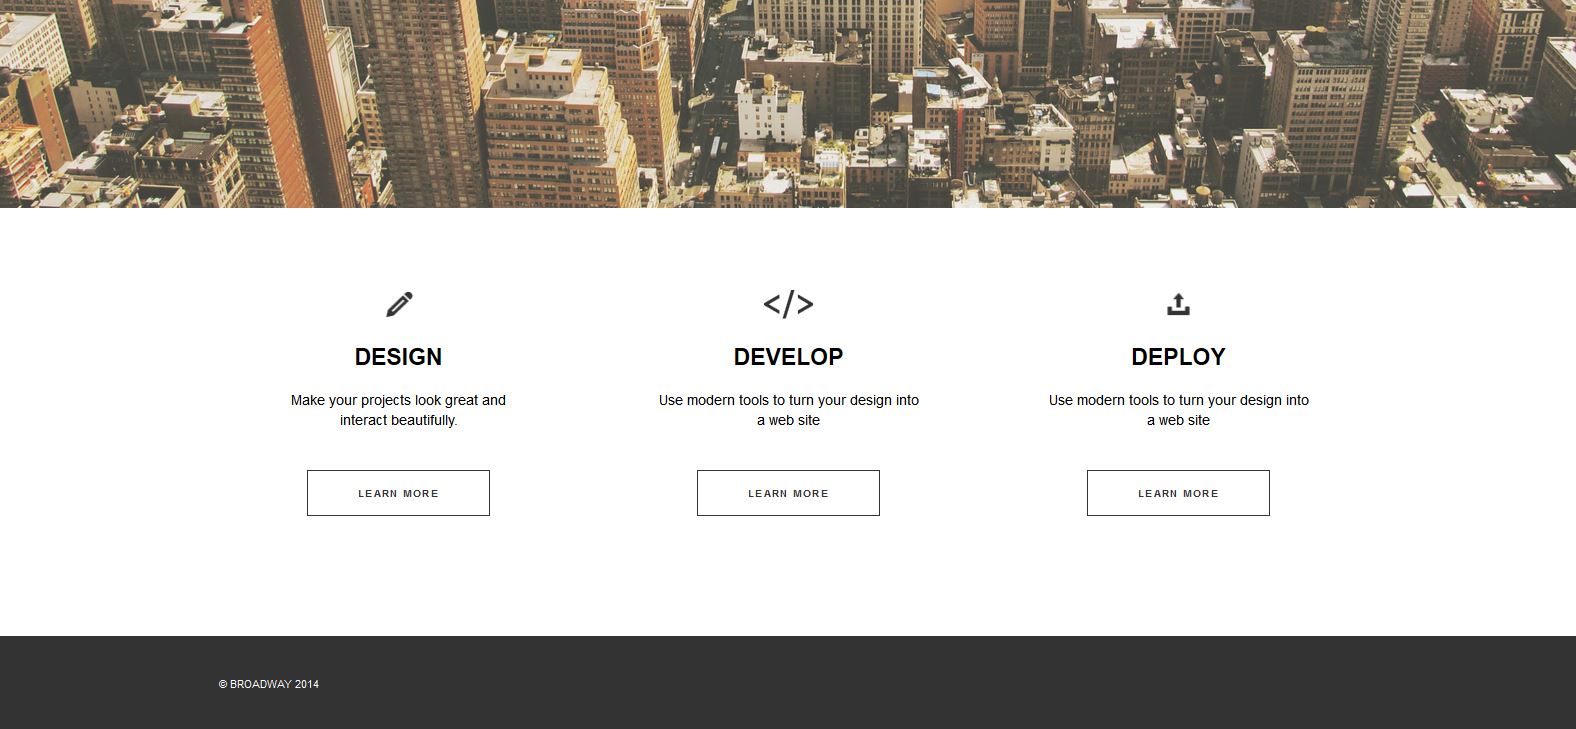 </>
DESIGN
Make your projects look great and
interact beautifully.
LEARN MORE
DEVELOP
Use modern tools to turn your design into
a web site
LEARN MORE
DEPLOY
Use modern tools to turn your design into
a web site
LEARN MORE
© BROADWAY 2014